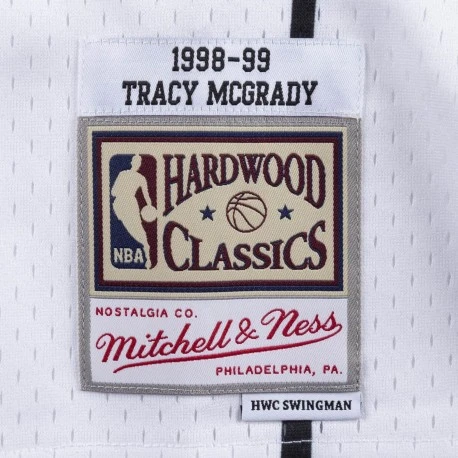 1998-99
TRACY MCGRADY
HARDWOOD
CLASSICS
NBA
NOSTALGIA CO.
Mitchell & Ness
PHILADELPHIA, PA.
HWC SWINGMAN